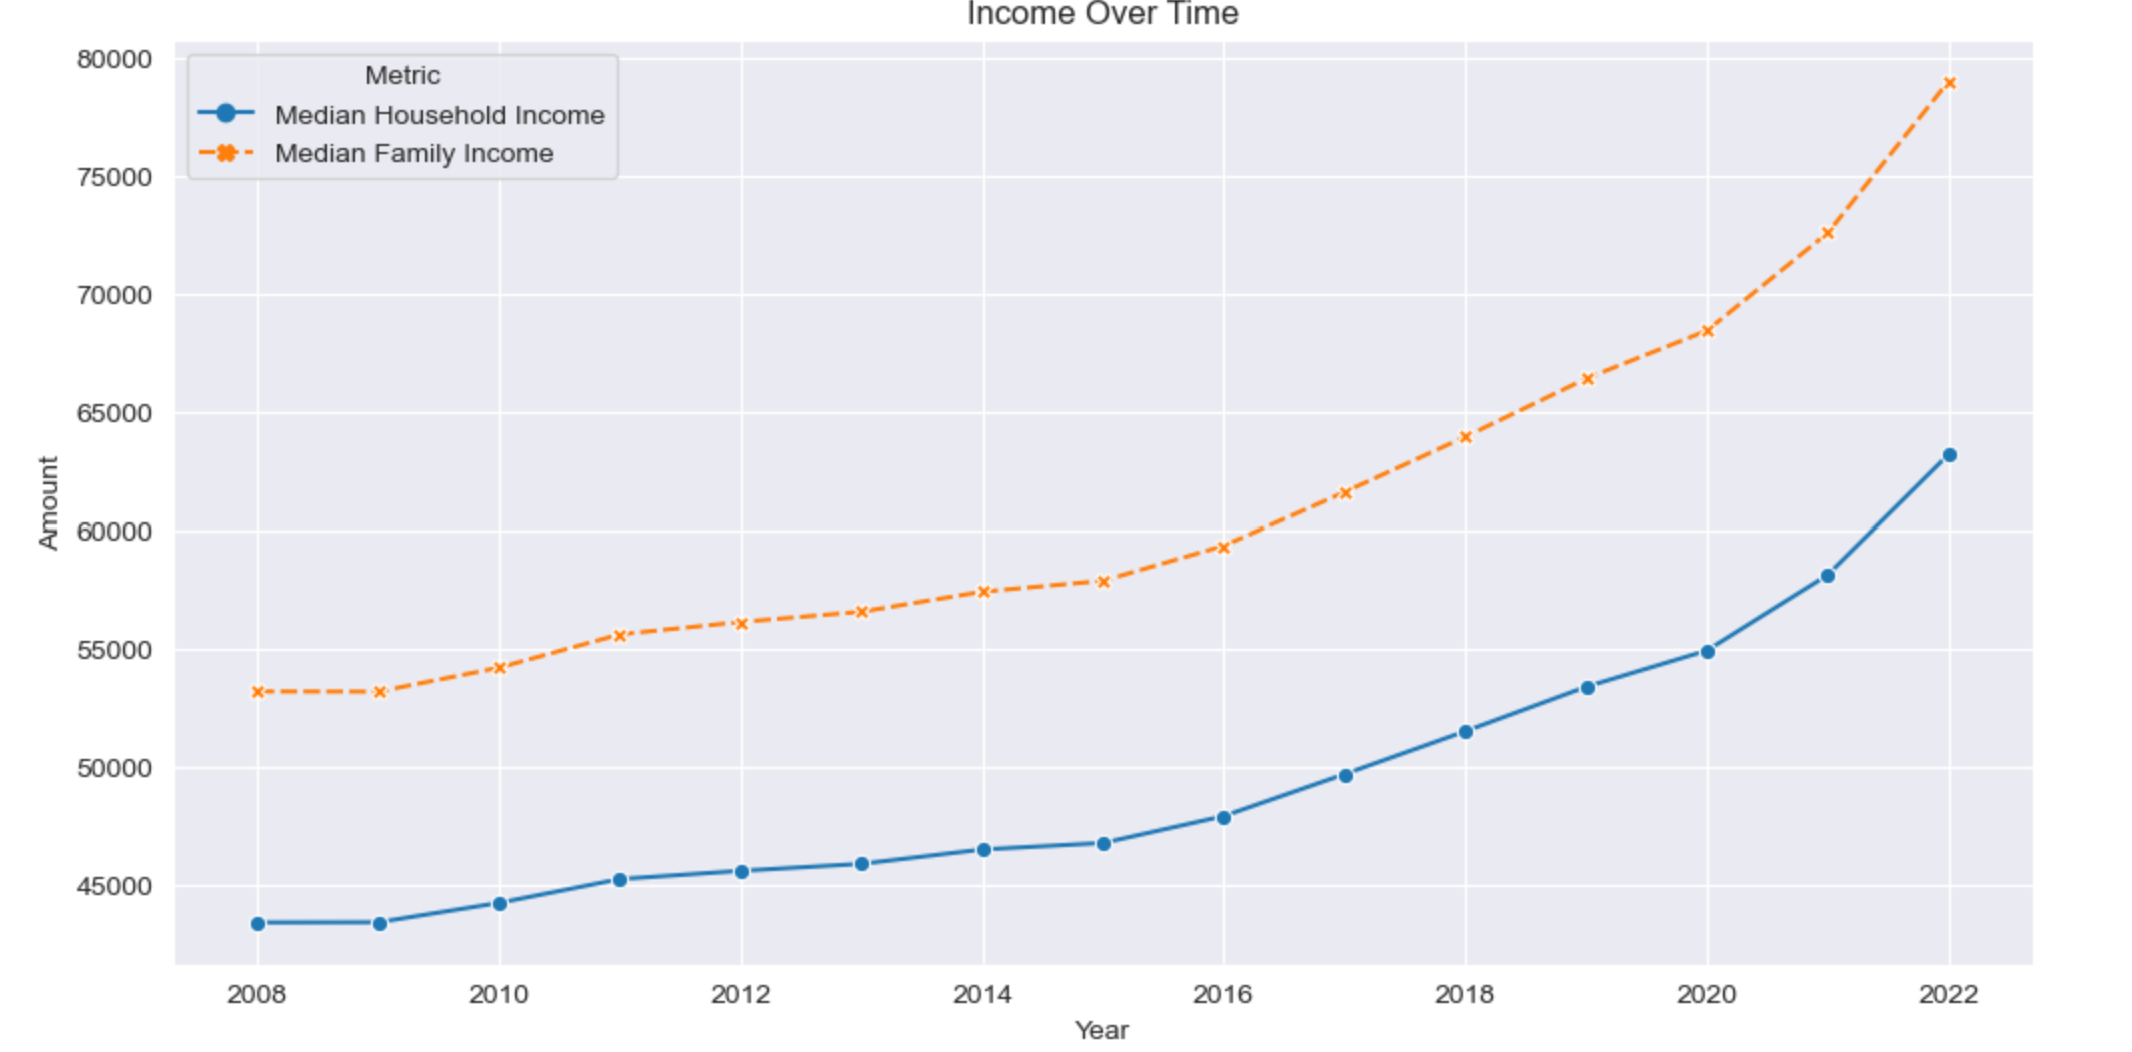 Income Over Time
Metric
Median Household Income
Median Family Income
80000
75000
70000
65000
60000
55000
50000
45000
Amount
2008 2010 2012 2014 2016 2018 2020 2022
Year